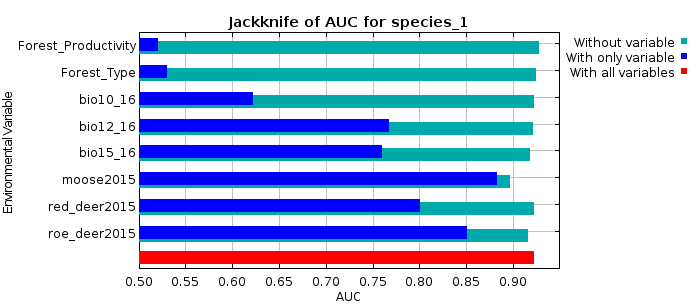 Jackknife of AUC for species_1
Without variable
With only variable
With all variables
Environmental Variable
Forest_Productivity
Forest_Type
bio10_16
bio12_16
bio15_16
moose2015
red_deer2015
roe_deer2015
0.50 0.55 0.60 0.65 0.70 0.75 0.80 0.85 0.90
AUC